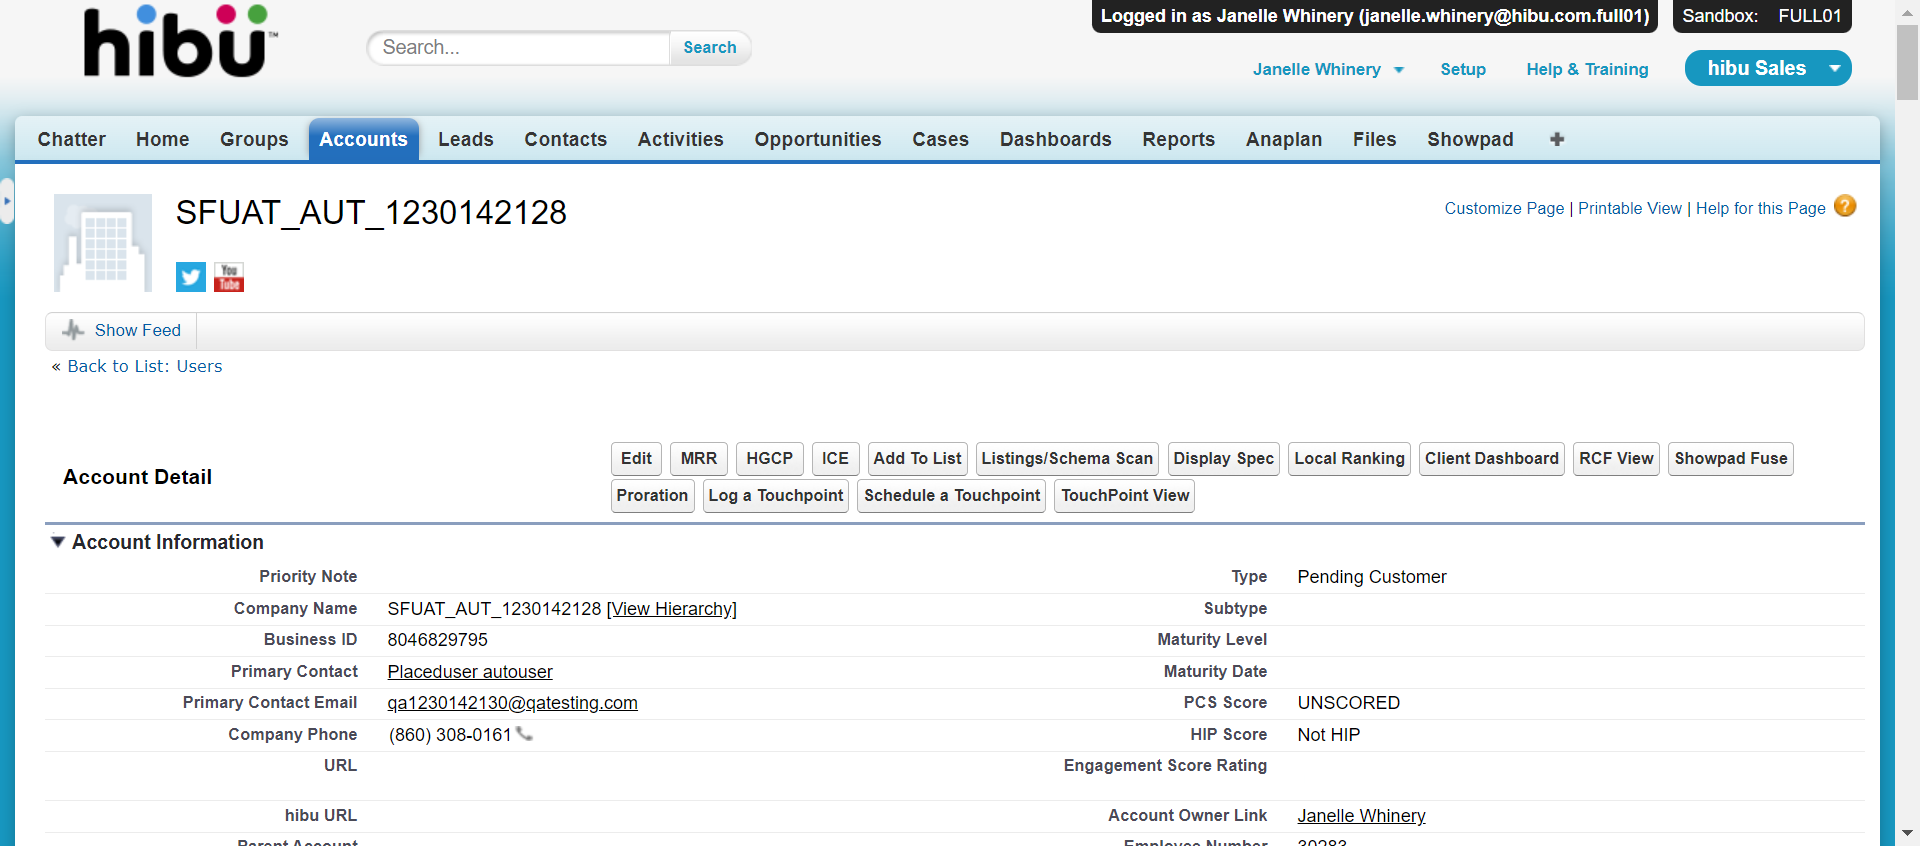 hibu™
Search...
Search
Logged in as Janelle Whinery (janelle.whinery@hibu.com.full01)
Sandbox: FULL01
Janelle Whinery
Setup
Help & Training
hibu Sales
Chatter Home Groups Accounts Leads Contacts Activities Opportunities Cases Dashboards Reports Anaplan Files Showpad +
SFUAT_AUT_1230142128
Customize Page | Printable View | Help for this Page ?
You
Tube
Show Feed
« Back to List: Users
Account Detail
Edit MRR HGCP ICE Add To List Listings/Schema Scan Display Spec Local Ranking Client Dashboard RCF View Showpad Fuse
Proration Log a Touchpoint Schedule a Touchpoint TouchPoint View
Account Information
Priority Note
Type Pending Customer
Company Name SFUAT_AUT_1230142128 [View Hierarchy]
Subtype
Business ID 8046829795
Maturity Level
Primary Contact Placeduser autouser
Maturity Date
Primary Contact Email qa1230142130@qatesting.com
PCS Score UNSCORED
Company Phone (860) 308-0161
HIP Score Not HIP
URL
Engagement Score Rating
hibu URL
Account Owner Link Janelle Whinery
Parent Account
Employee Number 30283